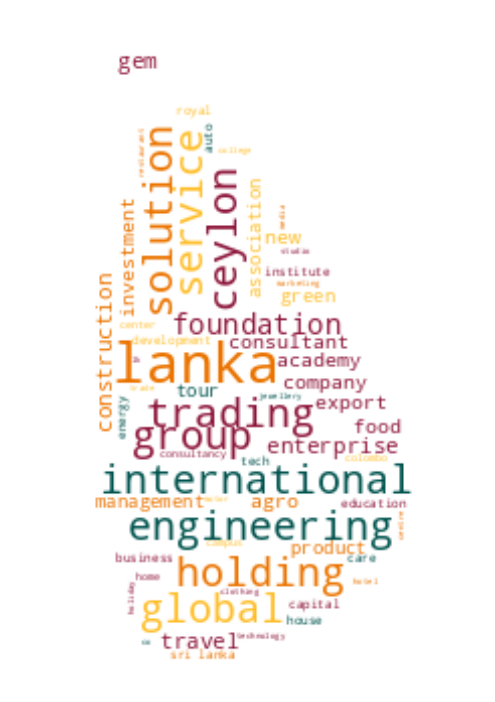 gem
royal
auto
college
restaurant
solution
service
ceylon
association
investment
media
new
studio
institute
marketing
green
construction
foundation
center
development
consultant
lanka
academy
company
trade
tour
jewellery
energy
export
trading
group
food
enterprise
consultancy
tech
colombo
international
management
motor
agro
education
engineering
centre
product
business
care
home
holding
hotel
holiday
clothing
global
capital
house
travel
technology
sri lanka